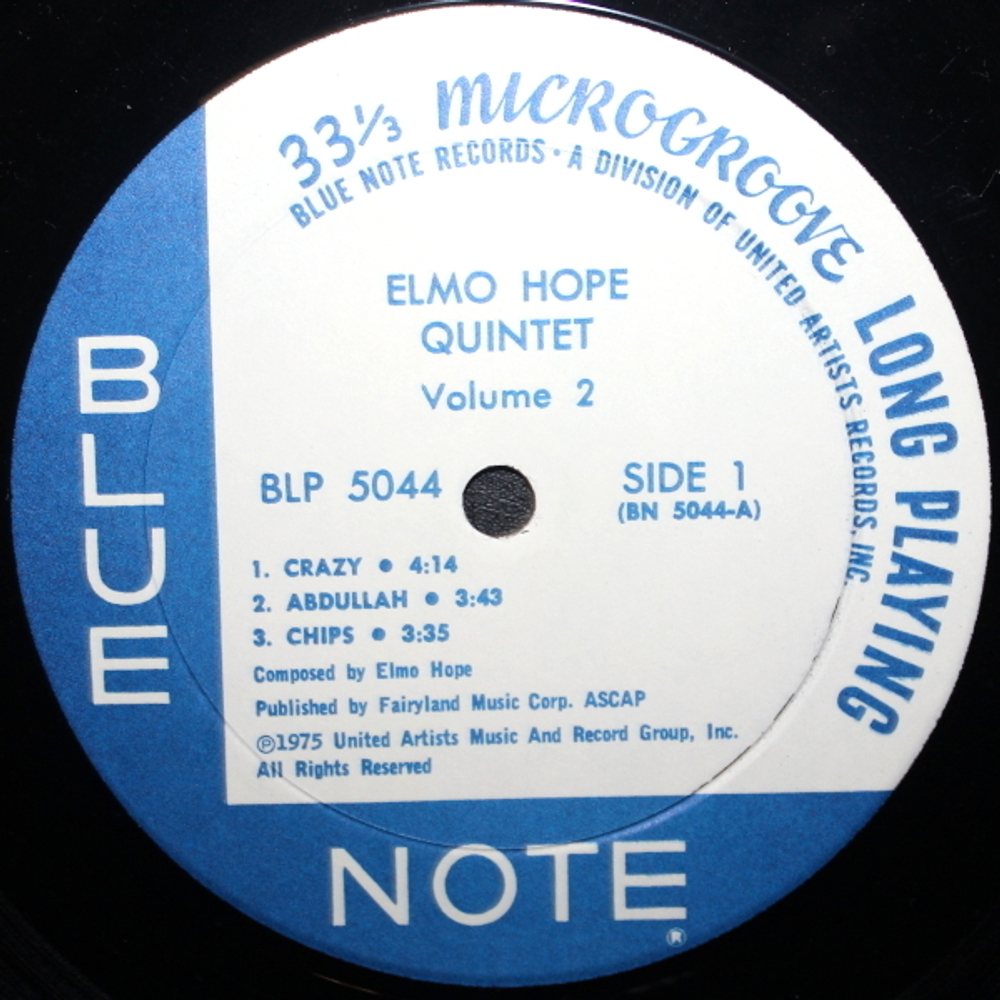 33⅓ MICROGROOVE LONG PLAYING
BLUE NOTE RECORDS · A DIVISION OF UNITED ARTISTS RECORDS, INC.
ELMO HOPE
QUINTET
Volume 2
BLP 5044
SIDE 1
(BN 5044-A)
1. CRAZY • 4:14
2. ABDULLAH • 3:43
3. CHIPS • 3:35
Composed by Elmo Hope
Published by Fairyland Music Corp. ASCAP
Ⓟ1975 United Artists Music And Record Group, Inc.
All Rights Reserved
BLUE
NOTE
®